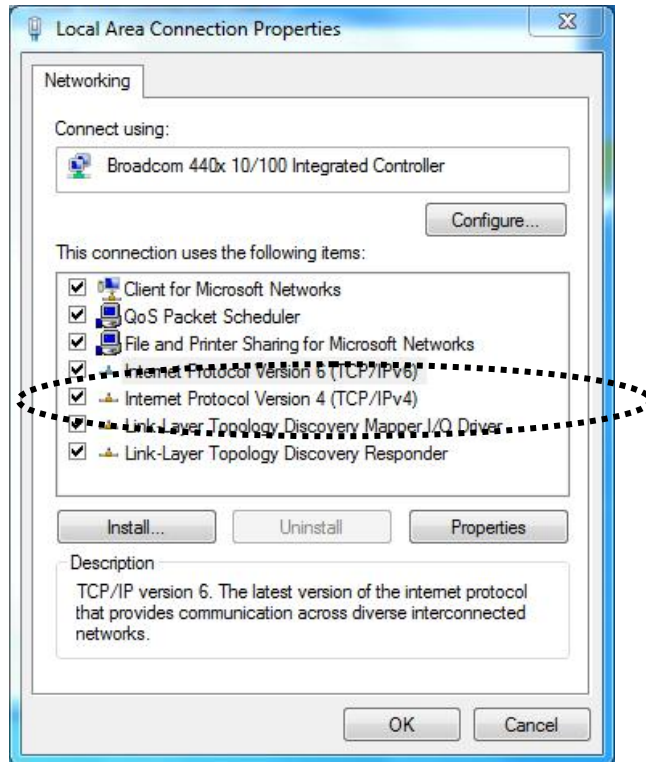 Local Area Connection Properties
Networking
Connect using:
Broadcom 440x 10/100 Integrated Controller
Configure...
This connection uses the following items:
Client for Microsoft Networks
QoS Packet Scheduler
File and Printer Sharing for Microsoft Networks
Internet Protocol Version 6 (TCP/IPv6)
Internet Protocol Version 4 (TCP/IPv4)
Link-Layer Topology Discovery Mapper I/O Driver
Link-Layer Topology Discovery Responder
Install...
Uninstall
Properties
Description
TCP/IP version 6. The latest version of the internet protocol
that provides communication across diverse interconnected
networks.
OK
Cancel